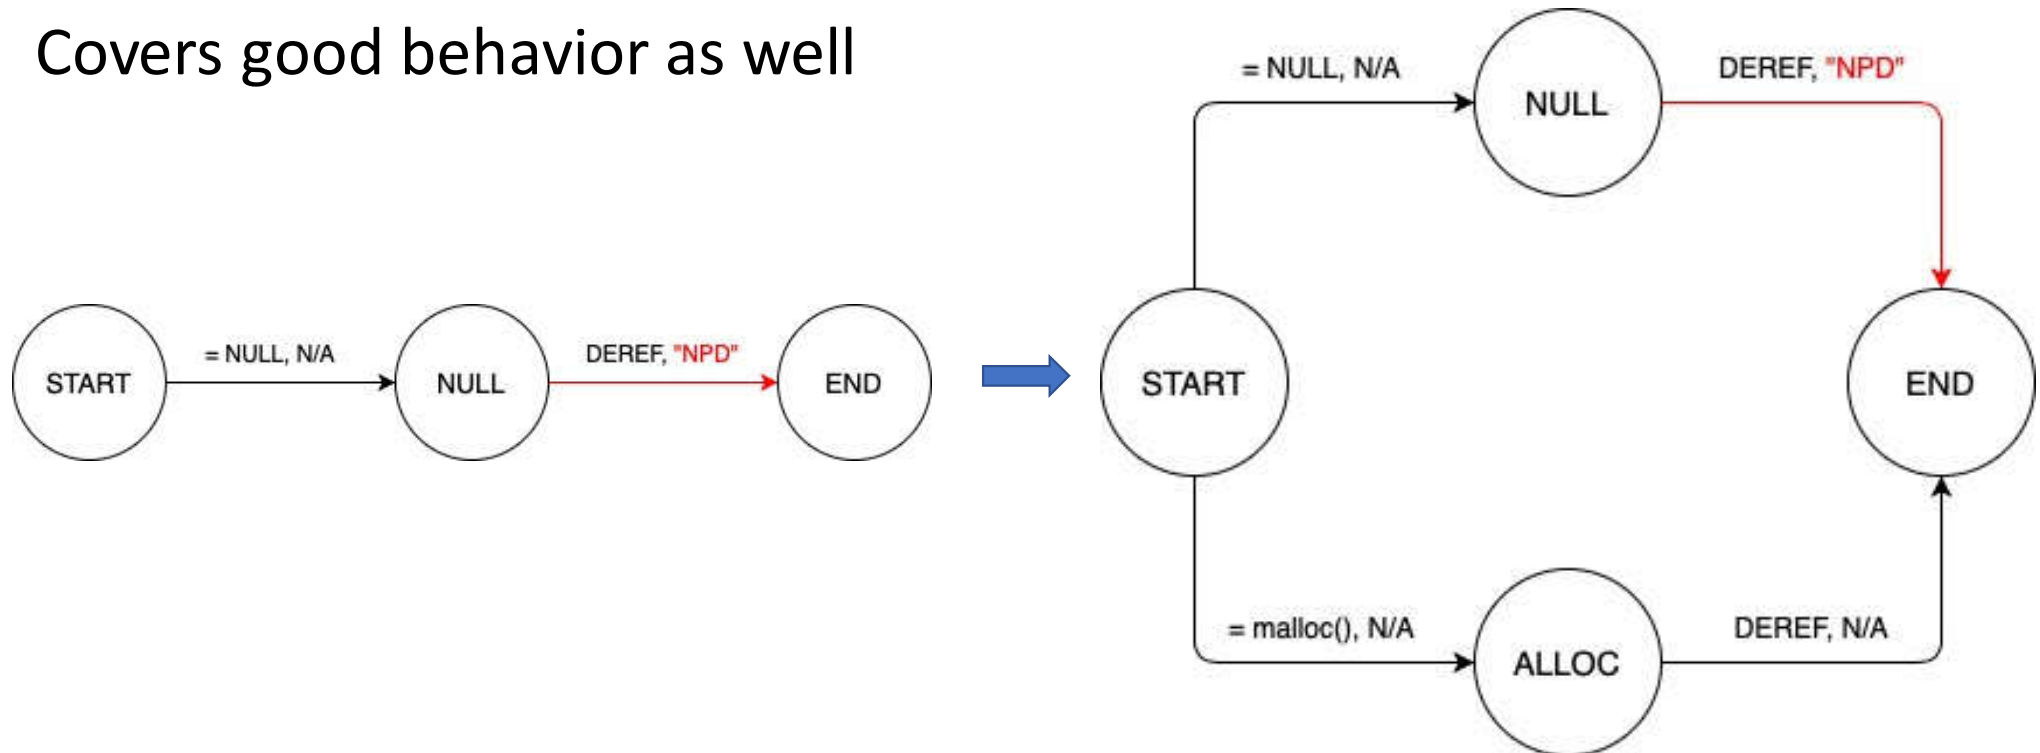 Covers good behavior as well
START
= NULL, N/A
NULL
DEREF, "NPD"
END
= NULL, N/A
NULL
DEREF, "NPD"
START
END
= malloc(), N/A
ALLOC
DEREF, N/A